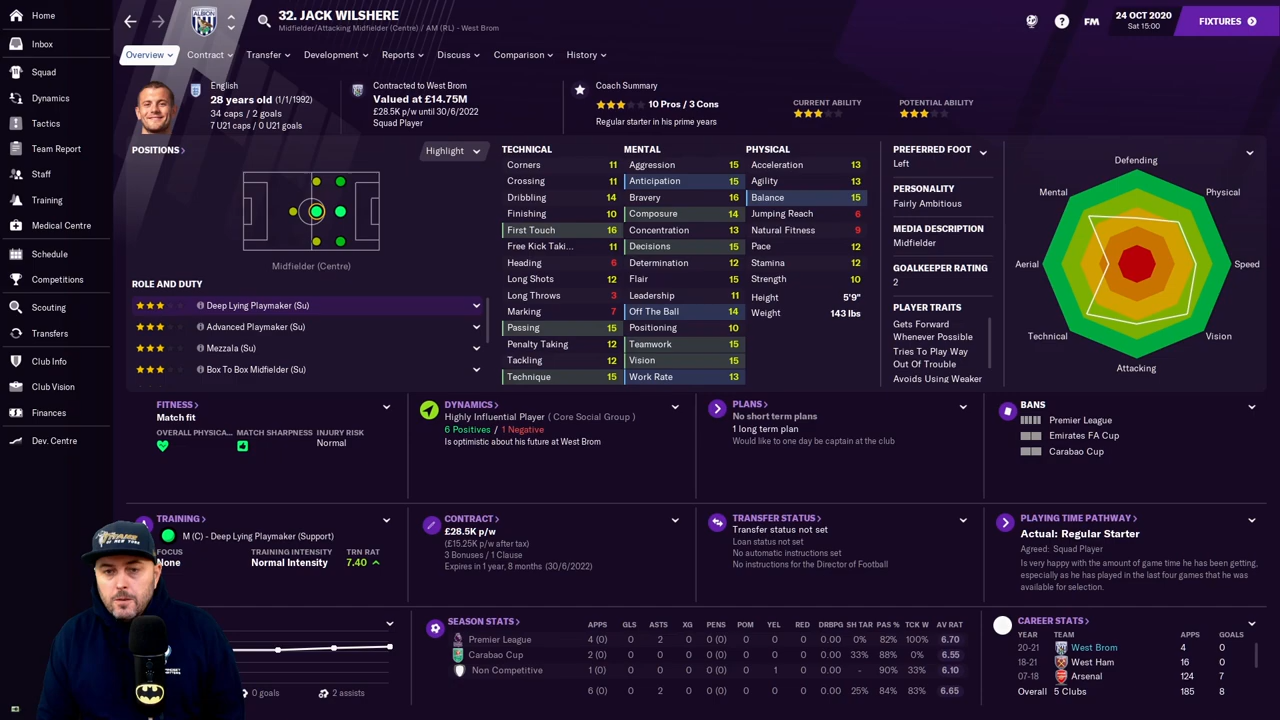 Home
Inbox
Squad
Dynamics
Tactics
Team Report
Staff
Training
Medical Centre
Schedule
Competitions
Scouting
Transfers
Club Info
Club Vision
Finances
Dev. Centre
ALBION
32. JACK WILSHERE
Midfielder/Attacking Midfielder (Centre) / AM (RL) - West Brom
FM
24 OCT 2020
Sat 15:00
FIXTURES
Overview
Contract
Transfer
Development
Reports
Discuss
Comparison
History
English
28 years old (1/1/1992)
34 caps / 2 goals
7 U21 caps / 0 U21 goals
Contracted to West Brom
Valued at £14.75M
£28.5K p/w until 30/6/2022
Squad Player
Coach Summary
10 Pros / 3 Cons
Regular starter in his prime years
CURRENT ABILITY
POTENTIAL ABILITY
POSITIONS
Highlight
Midfielder (Centre)
ROLE AND DUTY
Deep Lying Playmaker (Su)
Advanced Playmaker (Su)
Mezzala (Su)
Box To Box Midfielder (Su)
TECHNICAL
Corners 11
Crossing 11
Dribbling 14
Finishing 10
First Touch 16
Free Kick Taki... 11
Heading 6
Long Shots 12
Long Throws 3
Marking 7
Passing 15
Penalty Taking 12
Tackling 12
Technique 15
MENTAL
Aggression 15
Anticipation 15
Bravery 16
Composure 14
Concentration 13
Decisions 15
Determination 12
Flair 15
Leadership 11
Off The Ball 14
Positioning 10
Teamwork 15
Vision 15
Work Rate 13
PHYSICAL
Acceleration 13
Agility 13
Balance 15
Jumping Reach 6
Natural Fitness 9
Pace 12
Stamina 12
Strength 10
Height 5'9"
Weight 143 lbs
PREFERRED FOOT
Left
PERSONALITY
Fairly Ambitious
MEDIA DESCRIPTION
Midfielder
GOALKEEPER RATING
2
PLAYER TRAITS
Gets Forward
Whenever Possible
Tries To Play Way
Out Of Trouble
Avoids Using Weaker
Defending
Mental
Physical
Aerial
Speed
Technical
Vision
Attacking
FITNESS
Match fit
OVERALL PHYSICA... MATCH SHARPNESS INJURY RISK
Normal
DYNAMICS
Highly Influential Player ( Core Social Group )
6 Positives / 1 Negative
Is optimistic about his future at West Brom
PLANS
No short term plans
1 long term plan
Would like to one day be captain at the club
BANS
Premier League
Emirates FA Cup
Carabao Cup
TRAINING
M (C) - Deep Lying Playmaker (Support)
FOCUS TRAINING INTENSITY TRN RAT
None Normal Intensity 7.40
CONTRACT
£28.5K p/w
(£15.25K p/w after tax)
3 Bonuses / 1 Clause
Expires in 1 year, 8 months (30/6/2022)
TRANSFER STATUS
Transfer status not set
Loan status not set
No automatic instructions set
No instructions for the Director of Football
PLAYING TIME PATHWAY
Actual: Regular Starter
Agreed: Squad Player
Is very happy with the amount of game time he has been getting,
especially as he has played in the last four games that he was
available for selection.
0 goals 2 assists
SEASON STATS APPS GLS ASTS XG PENS POM YEL RED DRBPG SH TAR PAS % TCK W AV RAT
Premier League 4 (0) 0 2 0 0 (0) 0 0 0 0.00 0% 82% 100% 6.70
Carabao Cup 2 (0) 0 0 0 0 (0) 0 0 0 0.00 33% 88% 0% 6.55
Non Competitive 1 (0) 0 0 0 0 (0) 0 1 0 0.00 - 90% 33% 6.10
6 (0) 0 2 0 0 (0) 0 0 0 0.00 25% 84% 83% 6.65
CAREER STATS
YEAR TEAM APPS GOALS
20-21 West Brom 4 0
18-21 West Ham 16 0
07-18 Arsenal 124 7
Overall 5 Clubs 185 8